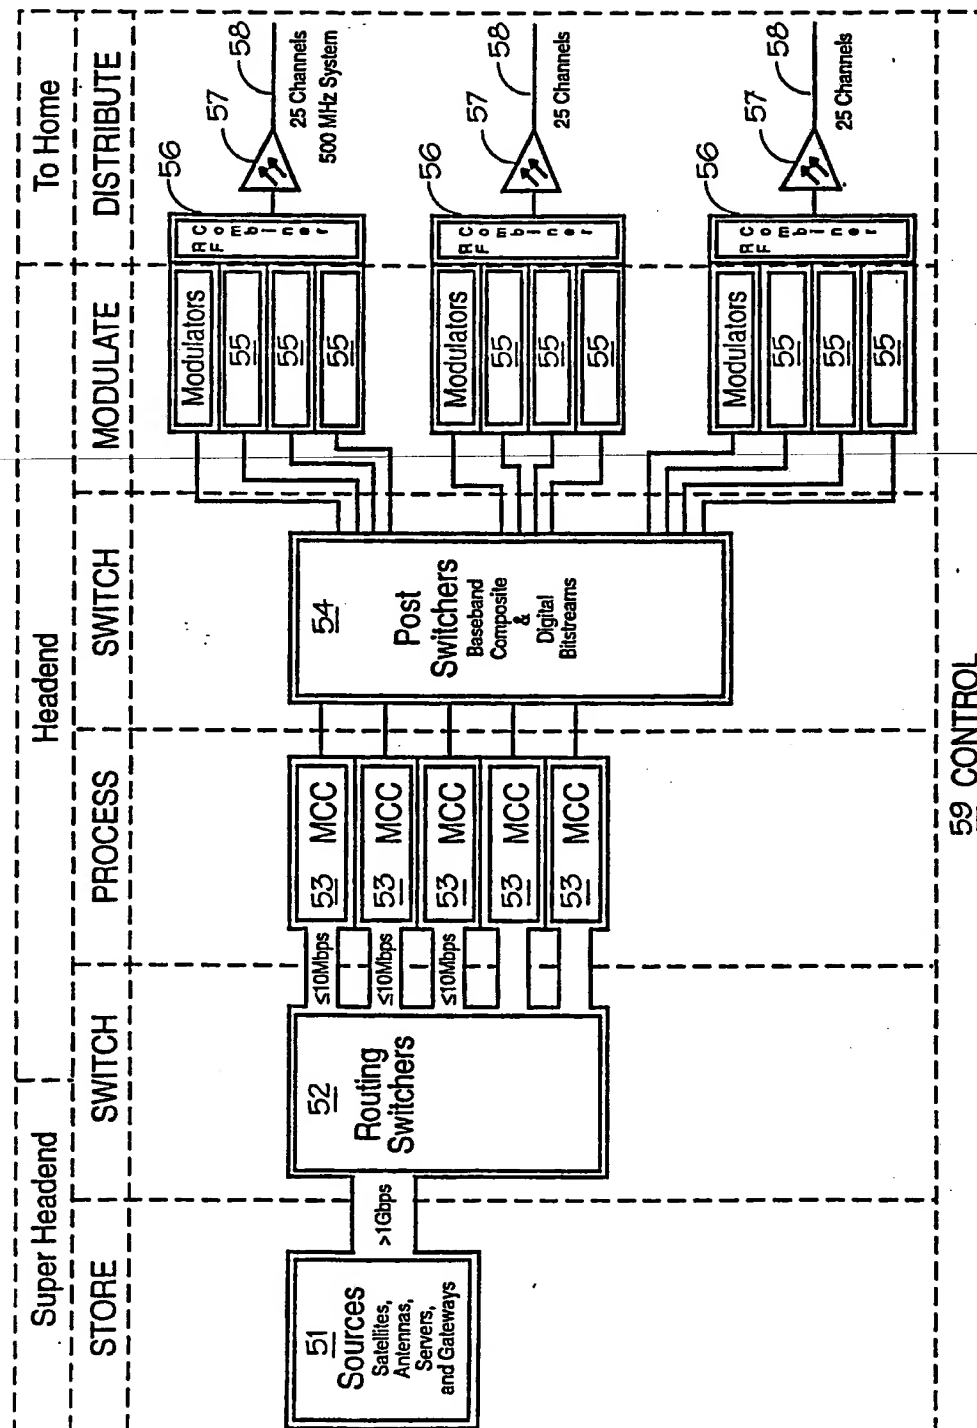 Super Headend
Headend
To Home
STORE
SWITCH
PROCESS
SWITCH
MODULATE
DISTRIBUTE
51
Sources
Satellites,
Antennas,
Servers,
and Gateways
>1Gbps
52
Routing
Switchers
≤10Mbps
≤10Mbps
≤10Mbps
53 MCC
53 MCC
53 MCC
53 MCC
53 MCC
54
Post
Switchers
Baseband
Composite
&
Digital
Bitstreams
Modulators
55
55
55
RF Combiner
56
57
58
25 Channels
500 MHz System
Modulators
55
55
55
RF Combiner
56
57
58
25 Channels
Modulators
55
55
55
RF Combiner
56
57
58
25 Channels
59 CONTROL